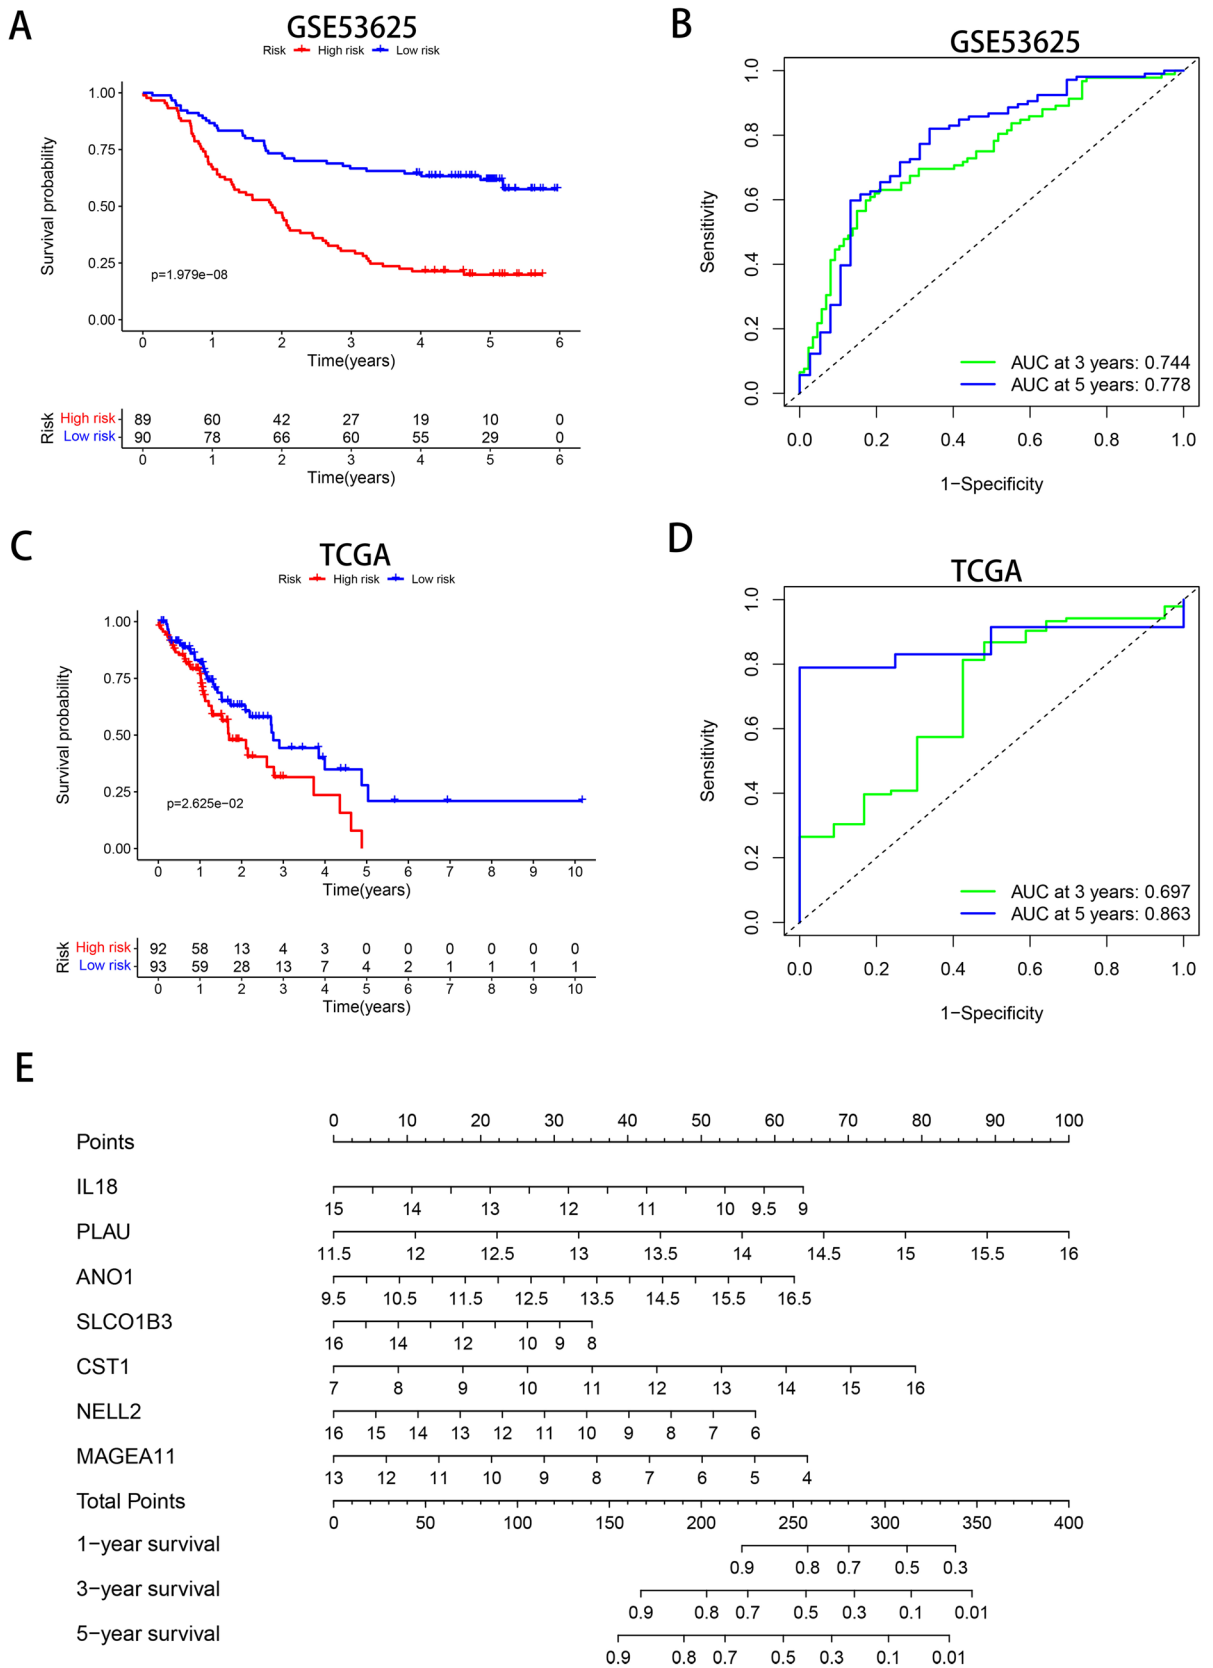 A
GSE53625
Risk High risk Low risk
Survival probability
1.00
0.75
0.50
0.25
0.00
p=1.979e−08
0 1 2 3 4 5 6
Time(years)
Risk
High risk 89 60 42 27 19 10 0
Low risk 90 78 66 60 55 29 0
0 1 2 3 4 5 6
Time(years)
B
GSE53625
Sensitivity
1.0
0.8
0.6
0.4
0.2
0.0
AUC at 3 years: 0.744
AUC at 5 years: 0.778
0.0 0.2 0.4 0.6 0.8 1.0
1−Specificity
C
TCGA
Risk High risk Low risk
Survival probability
1.00
0.75
0.50
0.25
0.00
p=2.625e−02
0 1 2 3 4 5 6 7 8 9 10
Time(years)
Risk
High risk 92 58 13 4 3 0 0 0 0 0 0
Low risk 93 59 28 13 7 4 2 1 1 1 1
0 1 2 3 4 5 6 7 8 9 10
Time(years)
D
TCGA
Sensitivity
1.0
0.8
0.6
0.4
0.2
0.0
AUC at 3 years: 0.697
AUC at 5 years: 0.863
0.0 0.2 0.4 0.6 0.8 1.0
1−Specificity
E
0 10 20 30 40 50 60 70 80 90 100
Points
IL18
15 14 13 12 11 10 9.5 9
PLAU
11.5 12 12.5 13 13.5 14 14.5 15 15.5 16
ANO1
9.5 10.5 11.5 12.5 13.5 14.5 15.5 16.5
SLCO1B3
16 14 12 10 9 8
CST1
7 8 9 10 11 12 13 14 15 16
NELL2
16 15 14 13 12 11 10 9 8 7 6
MAGEA11
13 12 11 10 9 8 7 6 5 4
Total Points
0 50 100 150 200 250 300 350 400
1−year survival
0.9 0.8 0.7 0.5 0.3
3−year survival
0.9 0.8 0.7 0.5 0.3 0.1 0.01
5−year survival
0.9 0.8 0.7 0.5 0.3 0.1 0.01